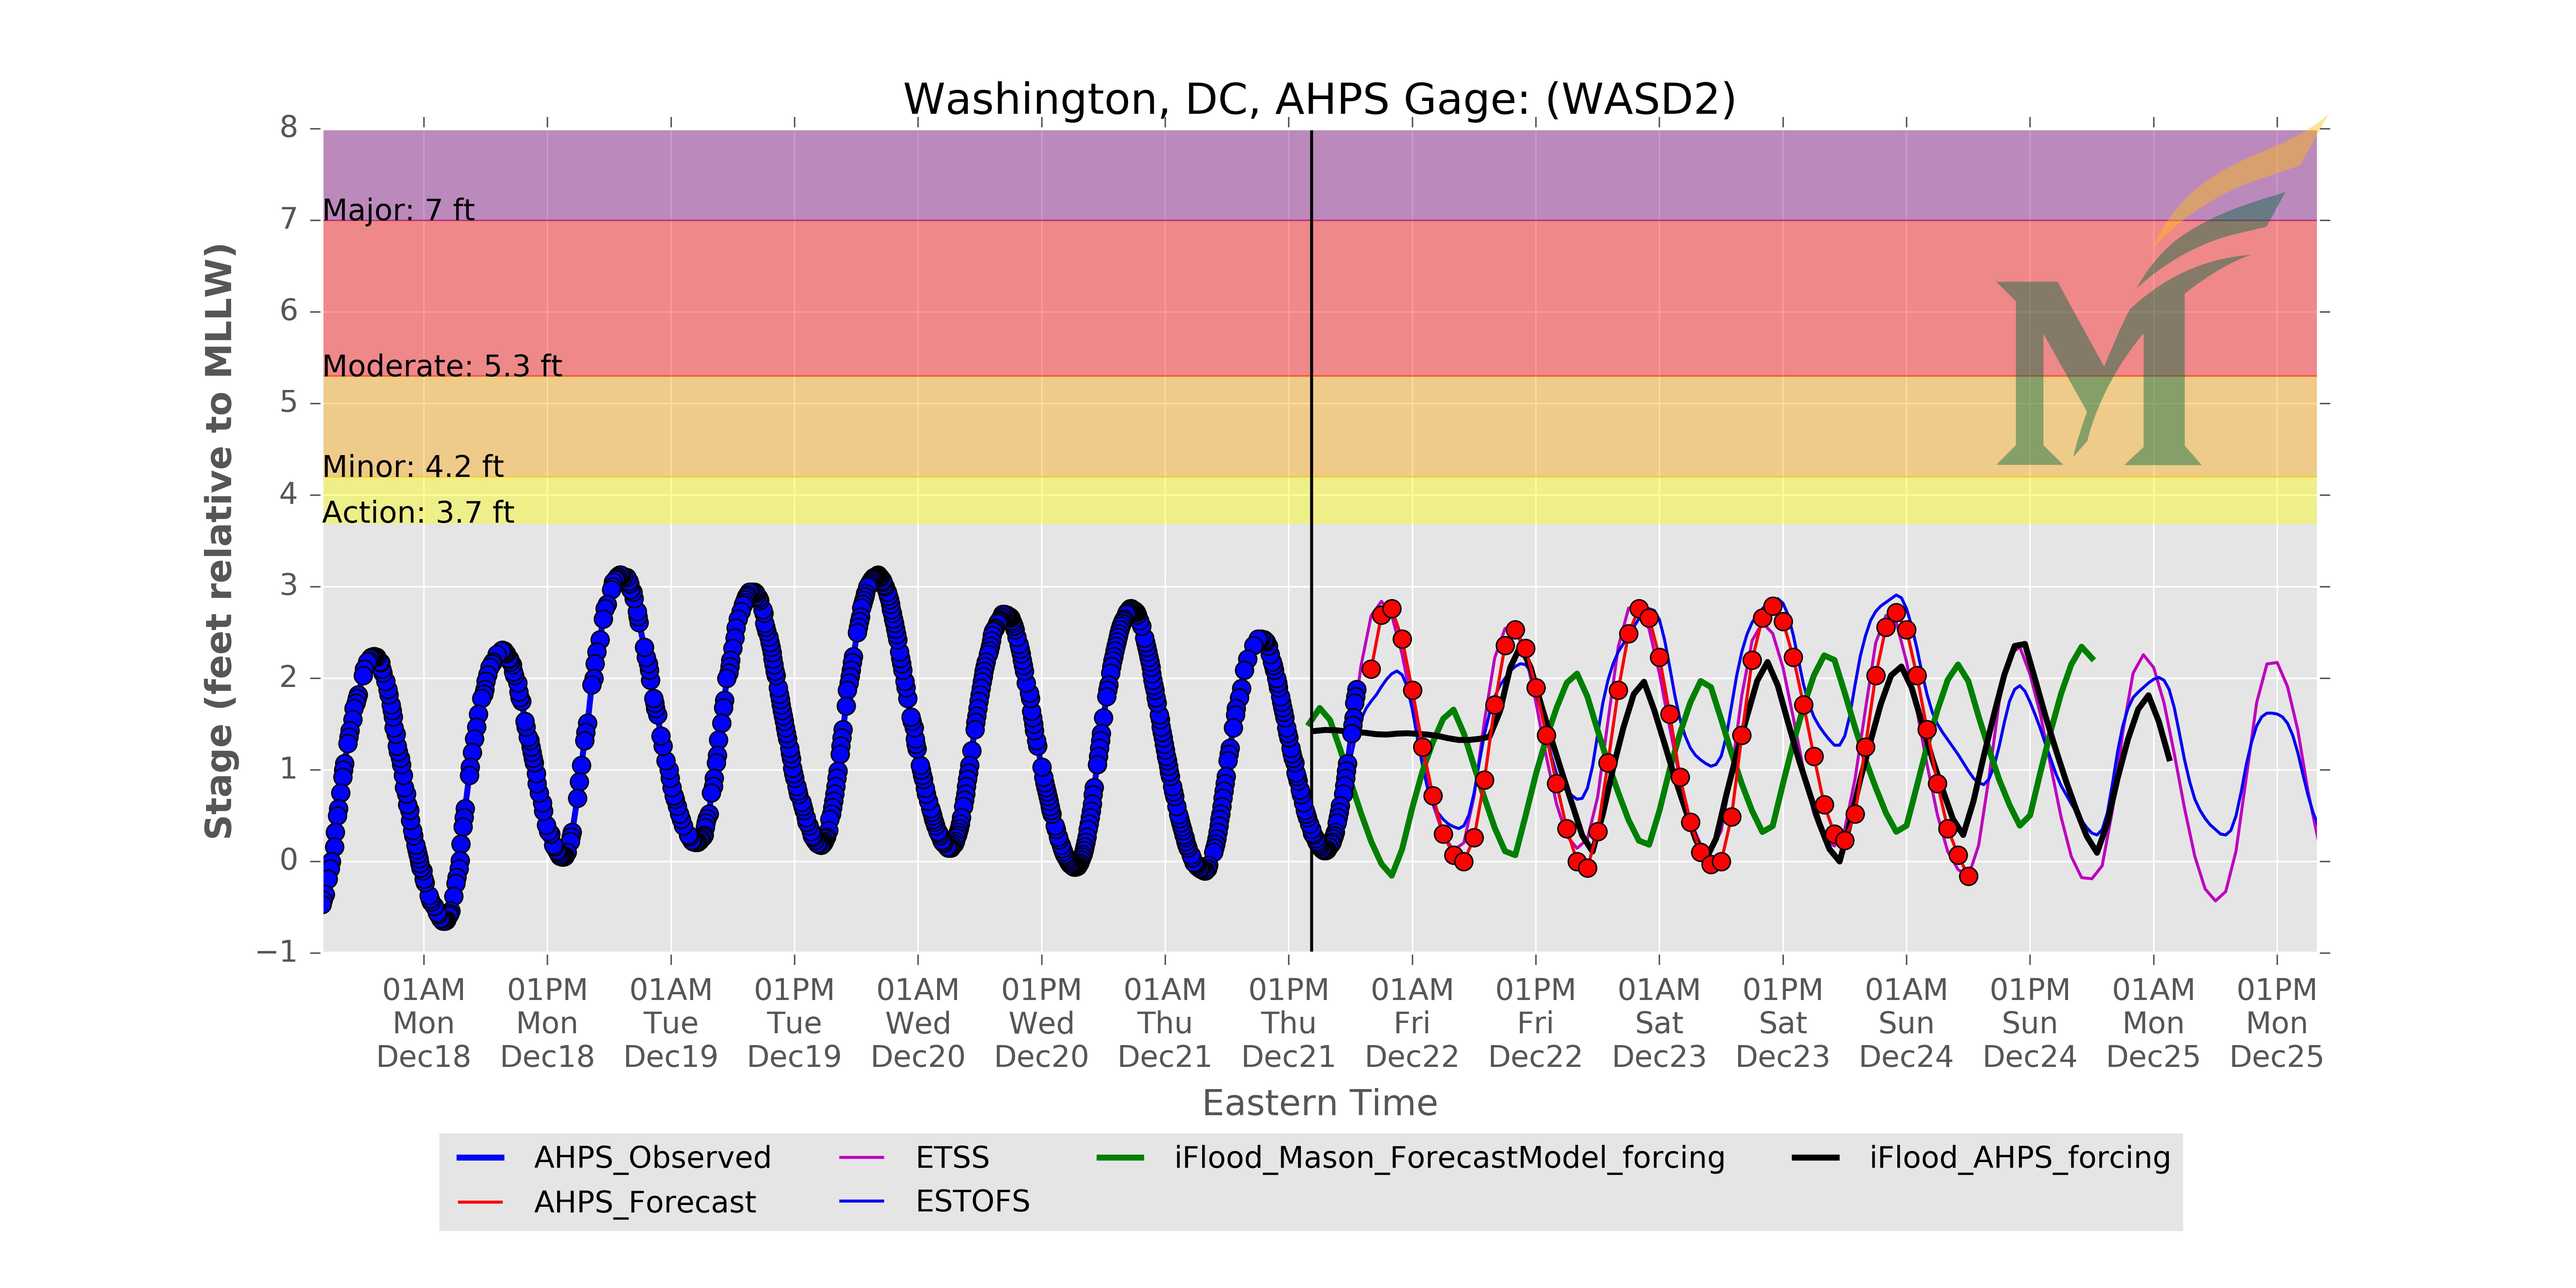 Washington, DC, AHPS Gage: (WASD2)
Stage (feet relative to MLLW)
8
7
6
5
4
3
2
1
0
−1
Major: 7 ft
Moderate: 5.3 ft
Minor: 4.2 ft
Action: 3.7 ft
M
01AM 01PM 01AM 01PM 01AM 01PM 01AM 01PM 01AM 01PM 01AM 01PM 01AM 01PM 01AM 01PM
Mon Mon Tue Tue Wed Wed Thu Thu Fri Fri Sat Sat Sun Sun Mon Mon
Dec18 Dec18 Dec19 Dec19 Dec20 Dec20 Dec21 Dec21 Dec22 Dec22 Dec23 Dec23 Dec24 Dec24 Dec25 Dec25
Eastern Time
AHPS_Observed ETSS iFlood_Mason_ForecastModel_forcing iFlood_AHPS_forcing
AHPS_Forecast ESTOFS